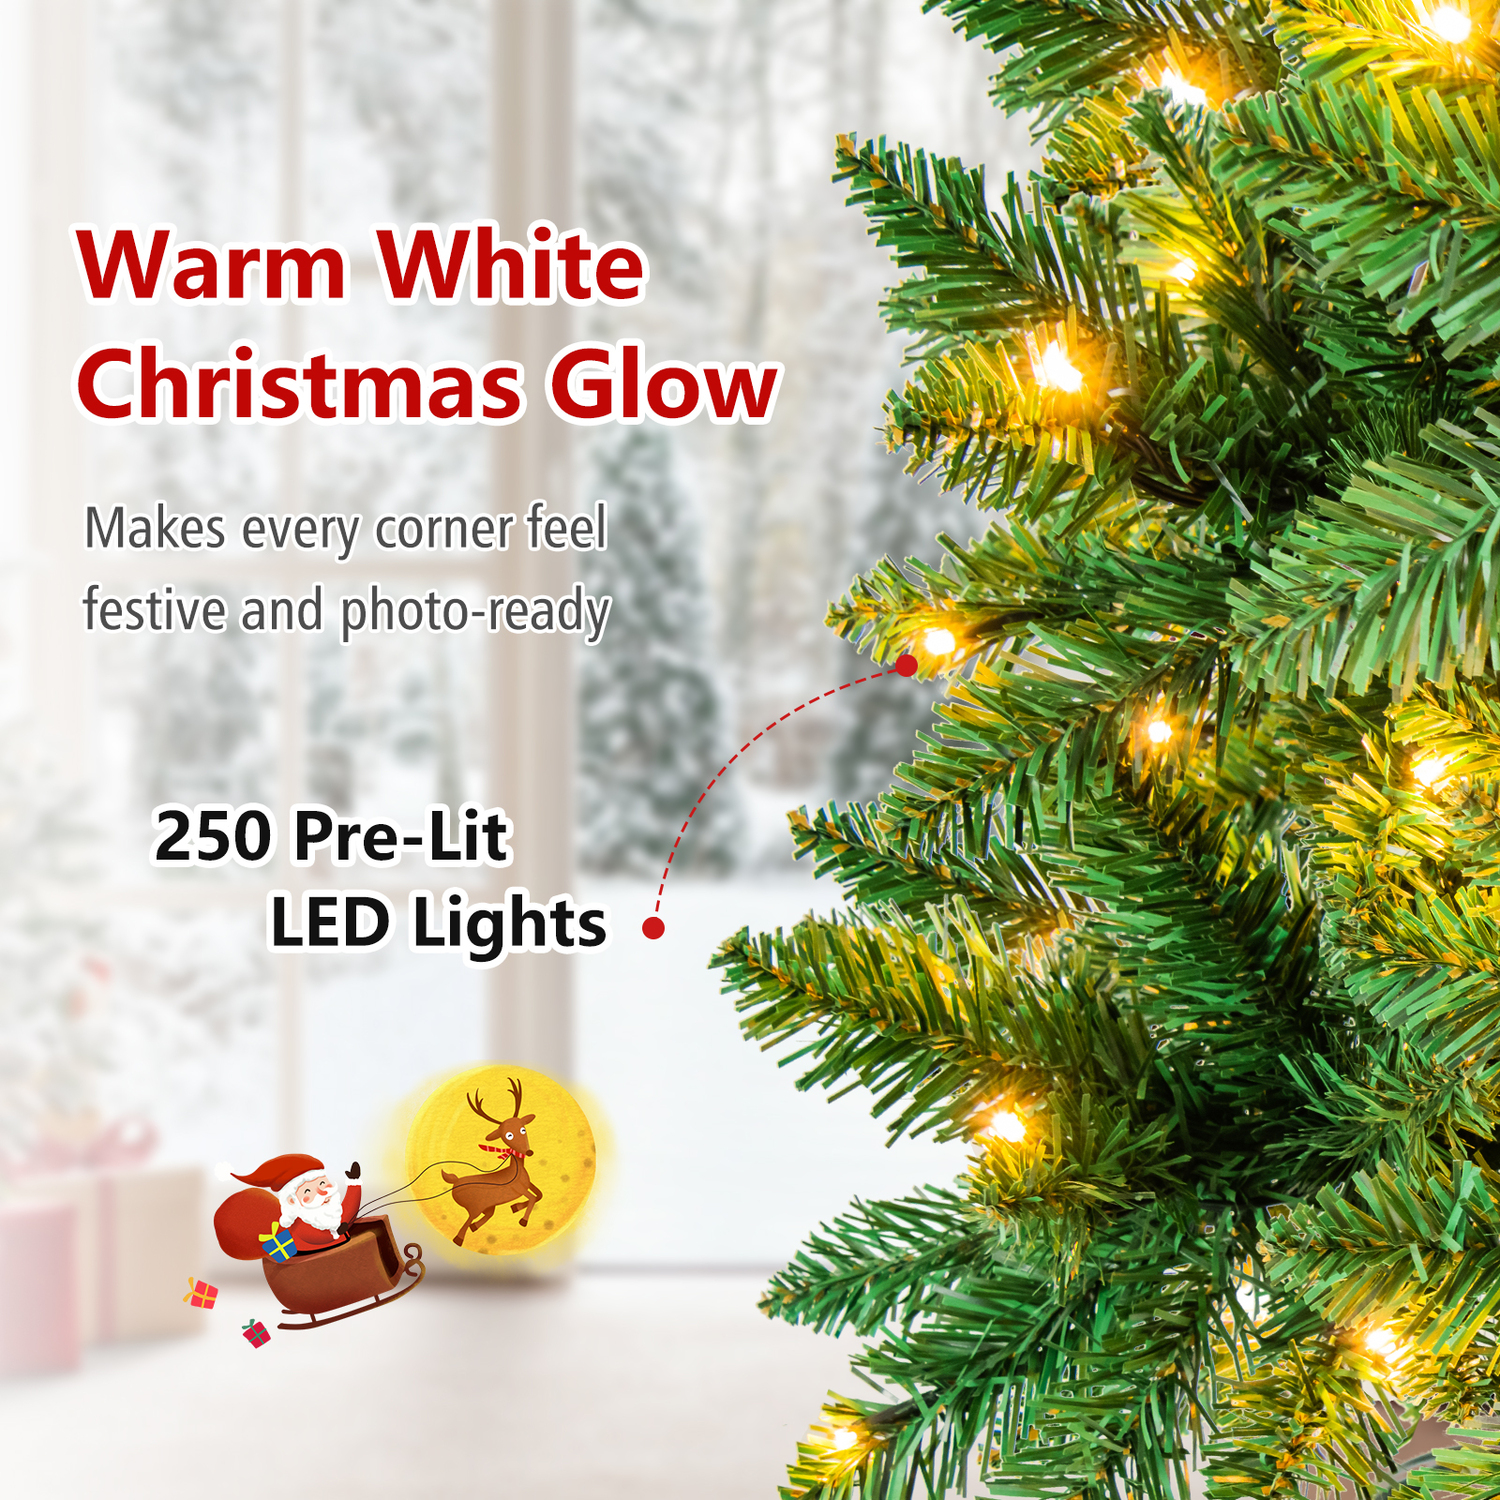 Warm White
Christmas Glow
Makes every corner feel
festive and photo-ready
250 Pre-Lit
LED Lights